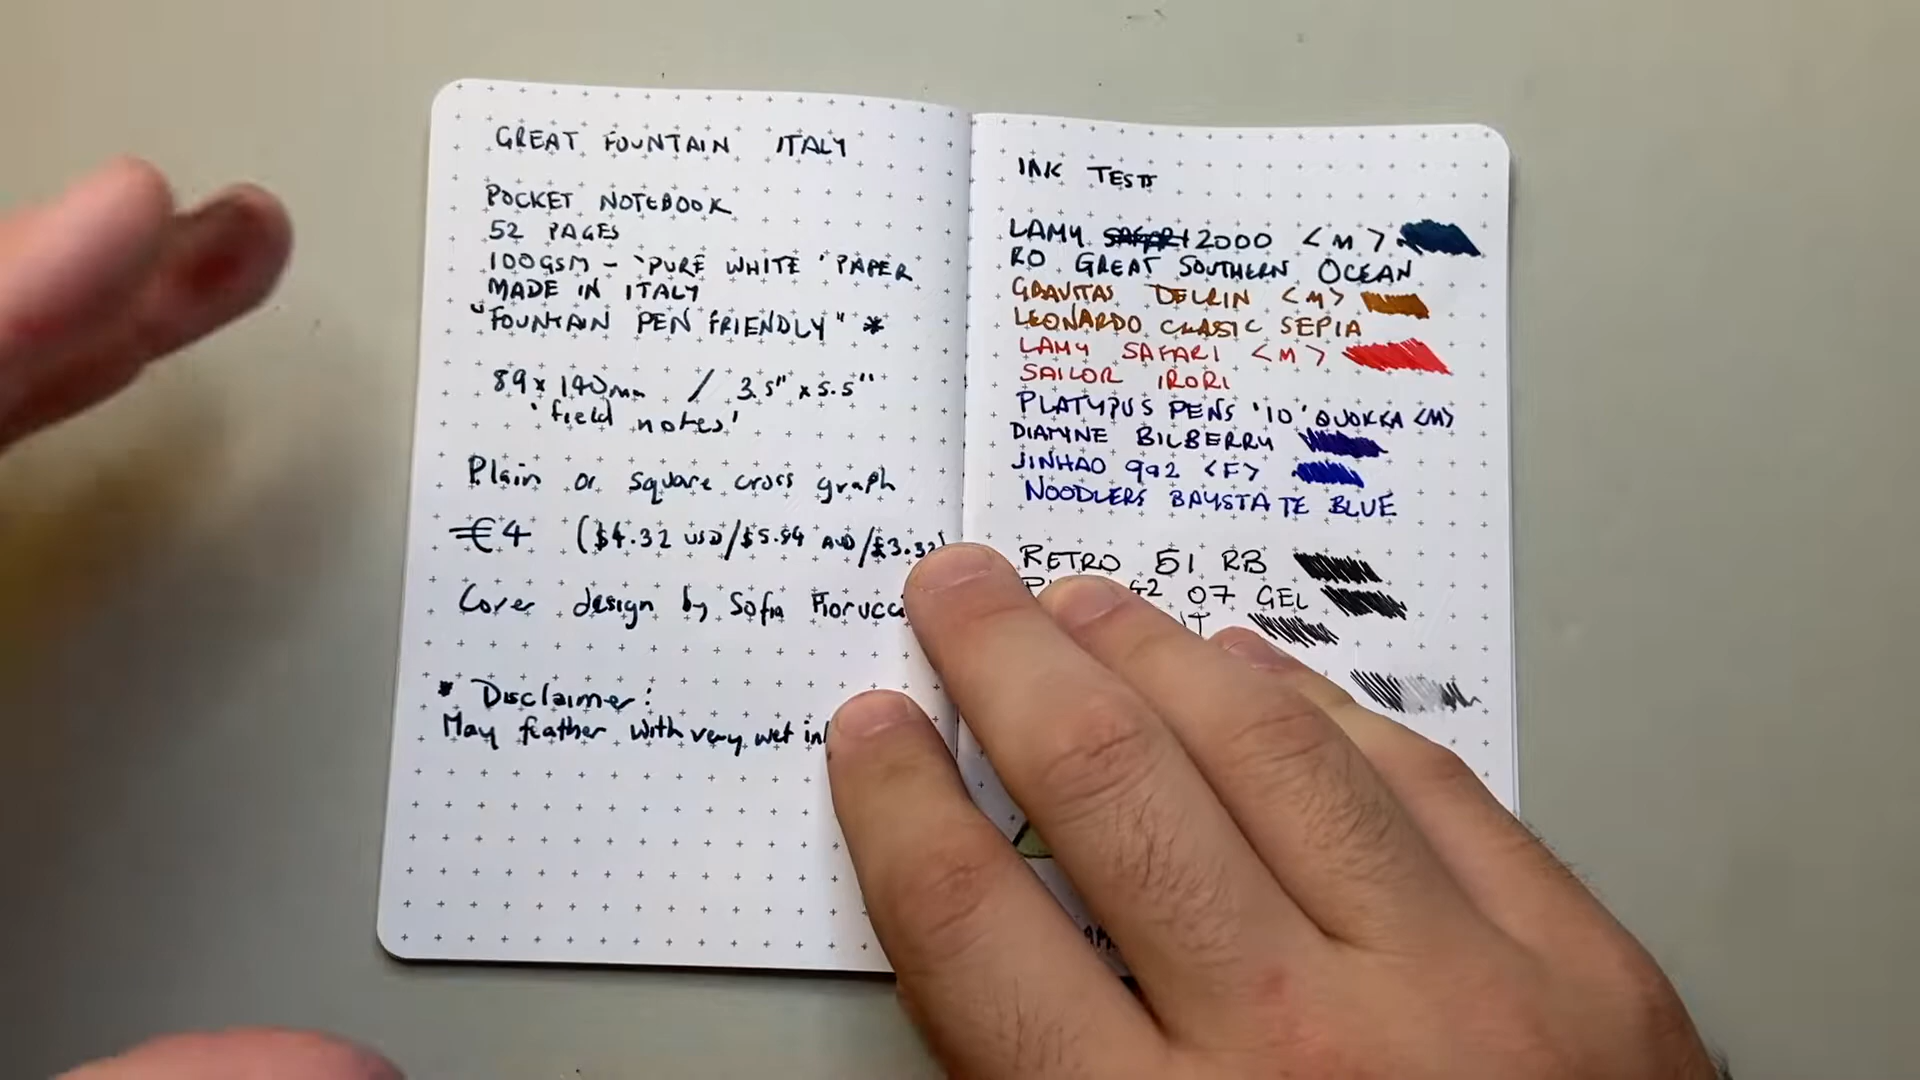 GREAT FOUNTAIN ITALY
POCKET NOTEBOOK
52 PAGES
100GSM - 'PURE WHITE' PAPER
MADE IN ITALY
"FOUNTAIN PEN FRIENDLY" *
89 x 140mm / 3.5" x 5.5"
'field notes'
Plain or square cross graph
€4 ($4.32 USD/$5.94 AUD/£3.32)
Cover design by Sofia Fiorucci
* Disclaimer:
May feather with very wet
INK TESTS
LAMY 2000 <M>
RO GREAT SOUTHERN OCEAN
GRAVITAS DELRIN <M>
LEONARDO CLASIC SEPIA
LAMY SAFARI <M>
SAILOR IRORI
PLATYPUS PENS '10' QUOKKA <M>
DIAMINE BILBERRY
JINHAO 992 <F>
NOODLERS BAYSTATE BLUE
RETRO 51 RB
G2 07 GEL